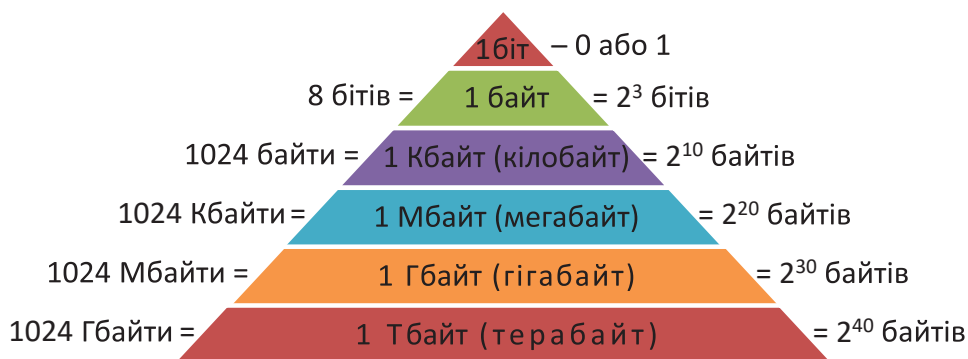 1біт – 0 або 1
8 бітів = 1 байт = 2³ бітів
1024 байти = 1 Кбайт (кілобайт) = 2¹⁰ байтів
1024 Кбайти = 1 Мбайт (мегабайт) = 2²⁰ байтів
1024 Мбайти = 1 Гбайт (гігабайт) = 2³⁰ байтів
1024 Гбайти = 1 Тбайт (терабайт) = 2⁴⁰ байтів